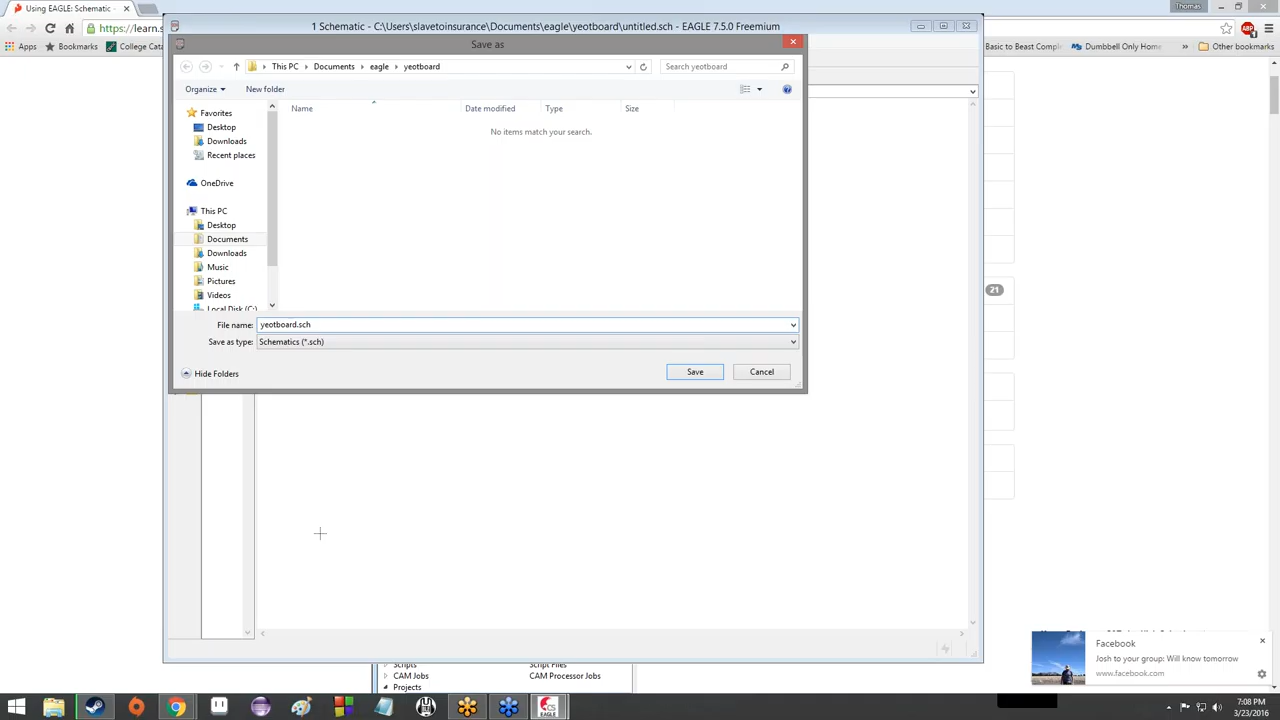 Using EAGLE: Schematic -
Thomas
https://learn.s
Apps
Bookmarks
College Cata
Basic to Beast Comple
Dumbbell Only Home
»
Other bookmarks
1 Schematic - C:\Users\slavetoinsurance\Documents\eagle\yeotboard\untitled.sch - EAGLE 7.5.0 Freemium
Save as
This PC
Documents
eagle
yeotboard
Search yeotboard
Organize
New folder
Name
Date modified
Type
Size
No items match your search.
Favorites
Desktop
Downloads
Recent places
OneDrive
This PC
Desktop
Documents
Downloads
Music
Pictures
Videos
Local Disk (C:)
File name: yeotboard.sch
Save as type: Schematics (*.sch)
Hide Folders
Save
Cancel
21
Scripts
Script Files
CAM Jobs
CAM Processor Jobs
Projects
Facebook
Josh to your group: Will know tomorrow
www.facebook.com
EAGLE
7:08 PM
3/23/2016